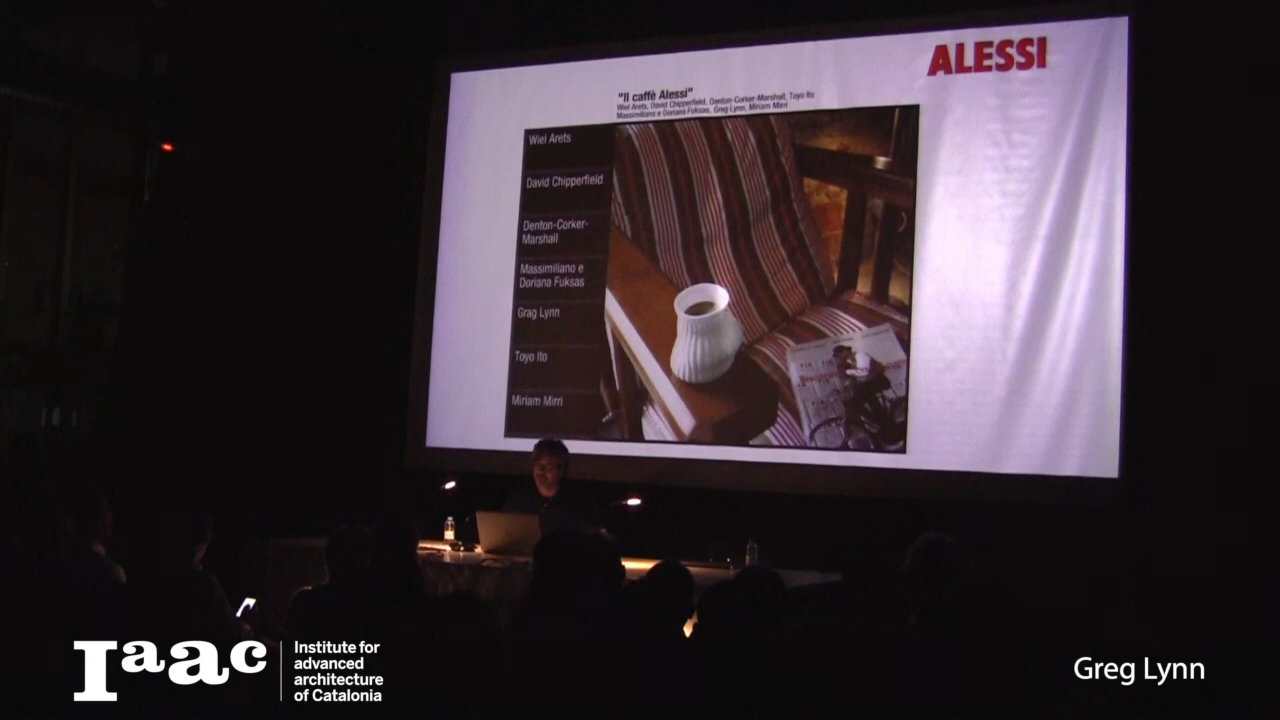 ALESSI
"Il caffè Alessi"
Wiel Arets, David Chipperfield, Denton-Corker-Marshall, Toyo Ito
Massimiliano e Doriana Fuksas, Greg Lynn, Miriam Mirri
Wiel Arets
David Chipperfield
Denton-Corker-
Marshall
Massimiliano e
Doriana Fuksas
Grag Lynn
Toyo Ito
Miriam Mirri
Iaac
Institute for
advanced
architecture
of Catalonia
Greg Lynn